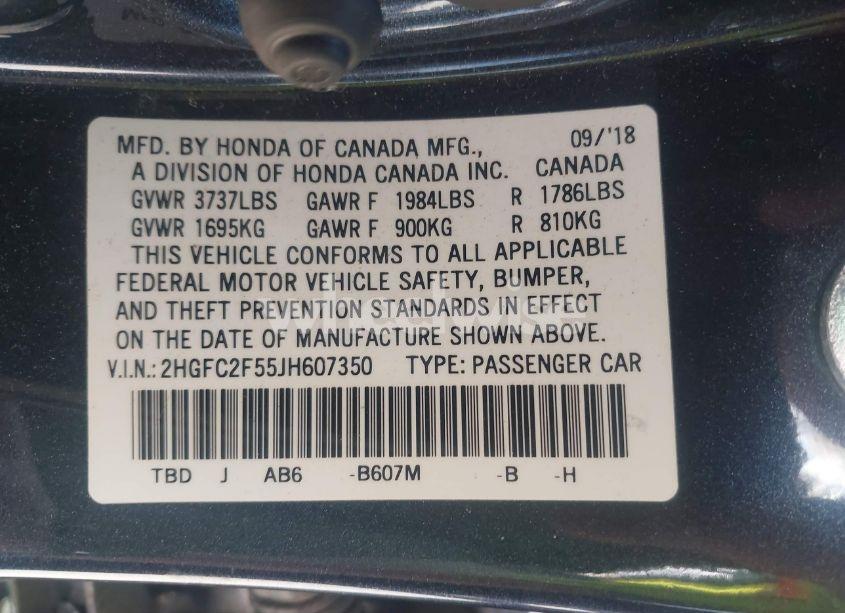 MFD. BY HONDA OF CANADA MFG., 09/'18
A DIVISION OF HONDA CANADA INC. CANADA
GVWR 3737LBS GAWR F 1984LBS R 1786LBS
GVWR 1695KG GAWR F 900KG R 810KG
THIS VEHICLE CONFORMS TO ALL APPLICABLE
FEDERAL MOTOR VEHICLE SAFETY, BUMPER,
AND THEFT PREVENTION STANDARDS IN EFFECT
ON THE DATE OF MANUFACTURE SHOWN ABOVE.
V.I.N.: 2HGFC2F55JH607350 TYPE: PASSENGER CAR
TBD J AB6 -B607M -B -H